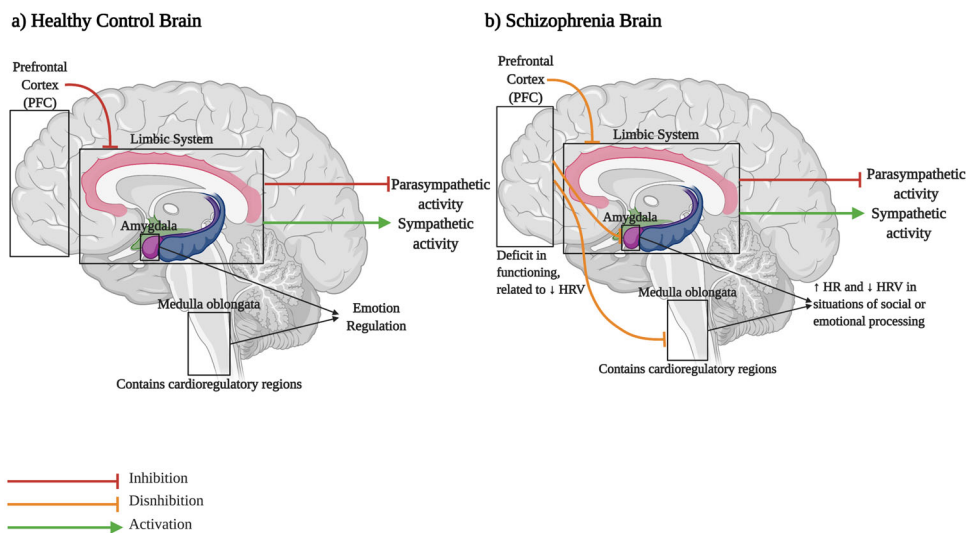 a) Healthy Control Brain
Prefrontal
Cortex
(PFC)
Limbic System
Parasympathetic
activity
Sympathetic
activity
Amygdala
Medulla oblongata
Emotion
Regulation
Contains cardioregulatory regions
b) Schizophrenia Brain
Prefrontal
Cortex
(PFC)
Limbic System
Parasympathetic
activity
Sympathetic
activity
Amygdala
Deficit in
functioning,
related to ↓ HRV
Medulla oblongata
↑ HR and ↓ HRV in
situations of social or
emotional processing
Contains cardioregulatory regions
Inhibition
Disnhibition
Activation